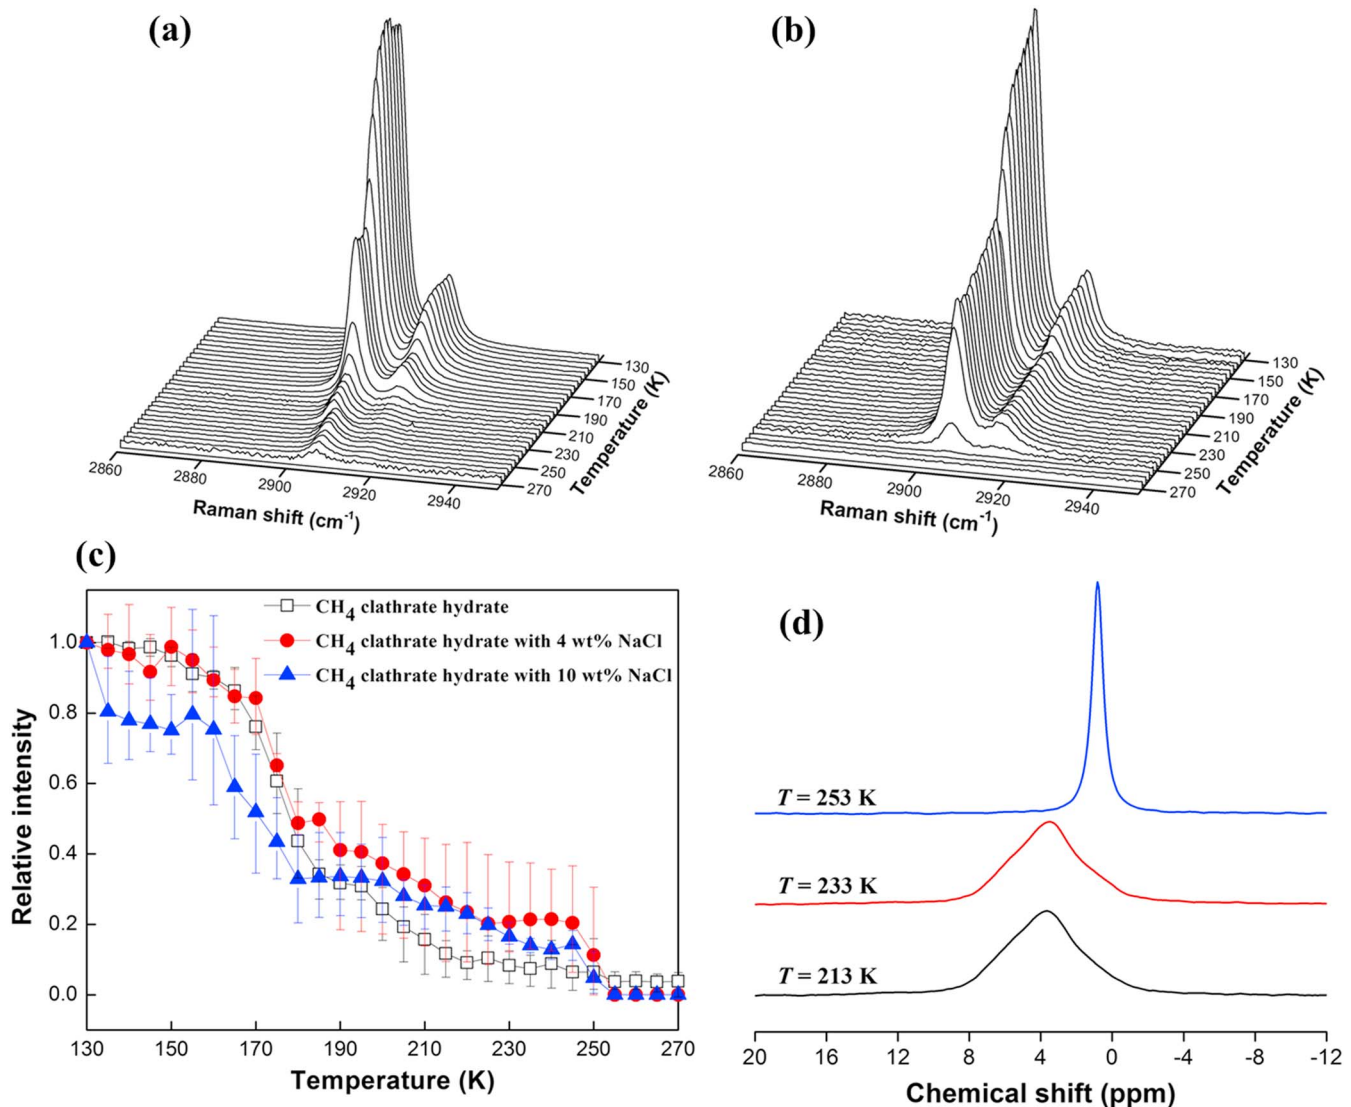 (a)
130
150
170
190
210
230
250
270
Temperature (K)
2860
2880
2900
2920
2940
Raman shift (cm⁻¹)
(b)
130
150
170
190
210
230
250
270
Temperature (K)
2860
2880
2900
2920
2940
Raman shift (cm⁻¹)
(c)
CH₄ clathrate hydrate
CH₄ clathrate hydrate with 4 wt% NaCl
CH₄ clathrate hydrate with 10 wt% NaCl
1.0
0.8
0.6
0.4
0.2
0.0
Relative intensity
130 150 170 190 210 230 250 270
Temperature (K)
(d)
T = 253 K
T = 233 K
T = 213 K
20 16 12 8 4 0 -4 -8 -12
Chemical shift (ppm)